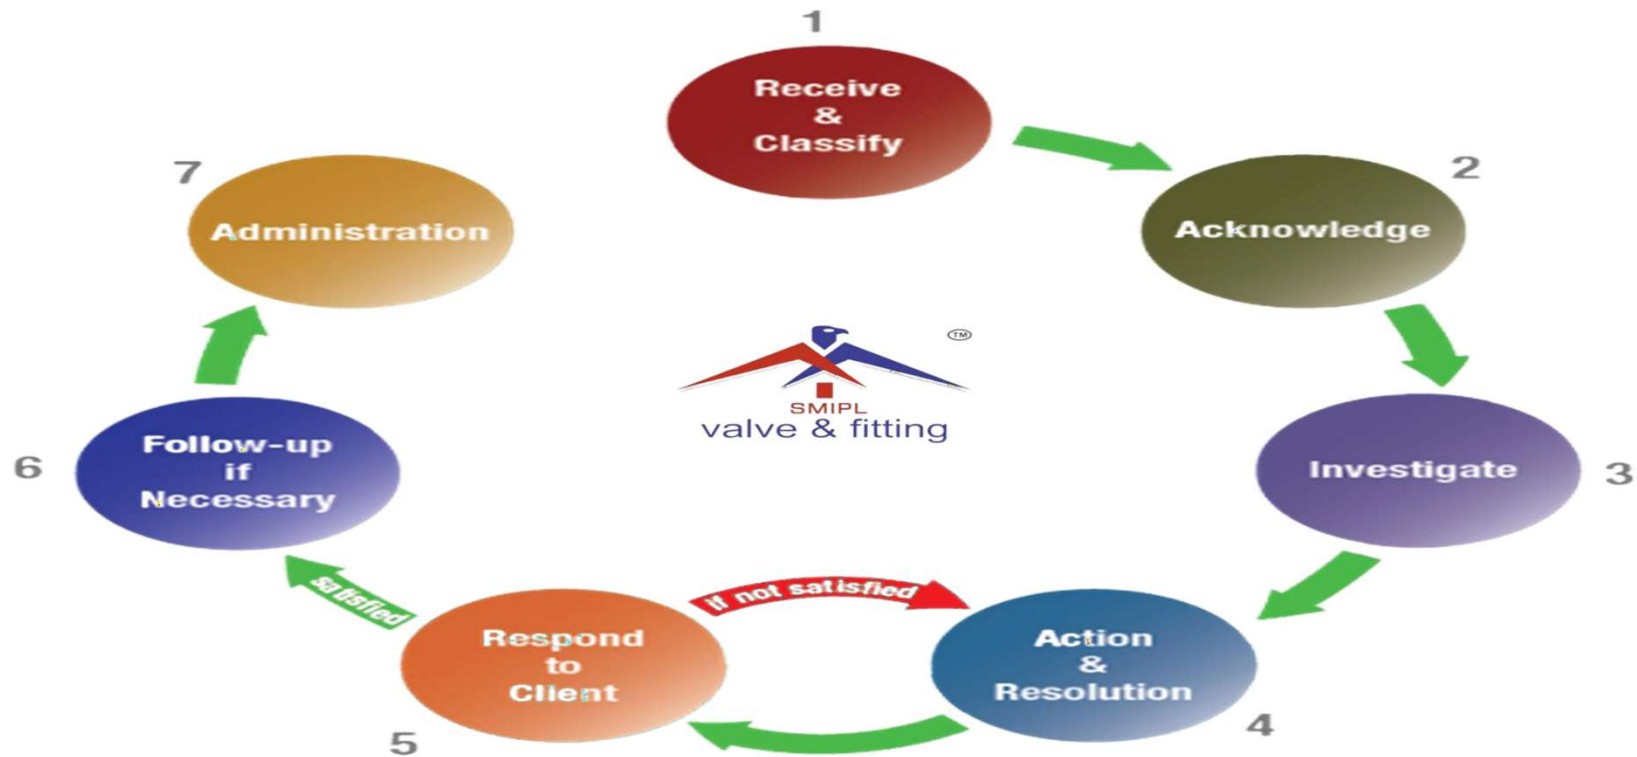 1
Receive
&
Classify
2
Acknowledge
3
Investigate
4
Action
&
Resolution
if not satisfied
5
Respond
to
Client
satisfied
6
Follow-up
if
Necessary
7
Administration
TM
SMIPL
valve & fitting